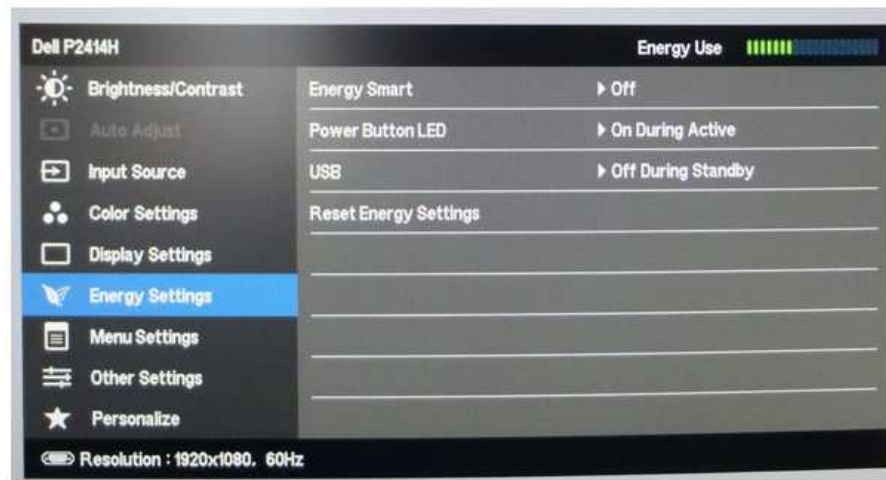 Dell P2414H Energy Use
Brightness/Contrast
Auto Adjust
Input Source
Color Settings
Display Settings
Energy Settings
Menu Settings
Other Settings
Personalize
Energy Smart Off
Power Button LED On During Active
USB Off During Standby
Reset Energy Settings
Resolution : 1920x1080, 60Hz